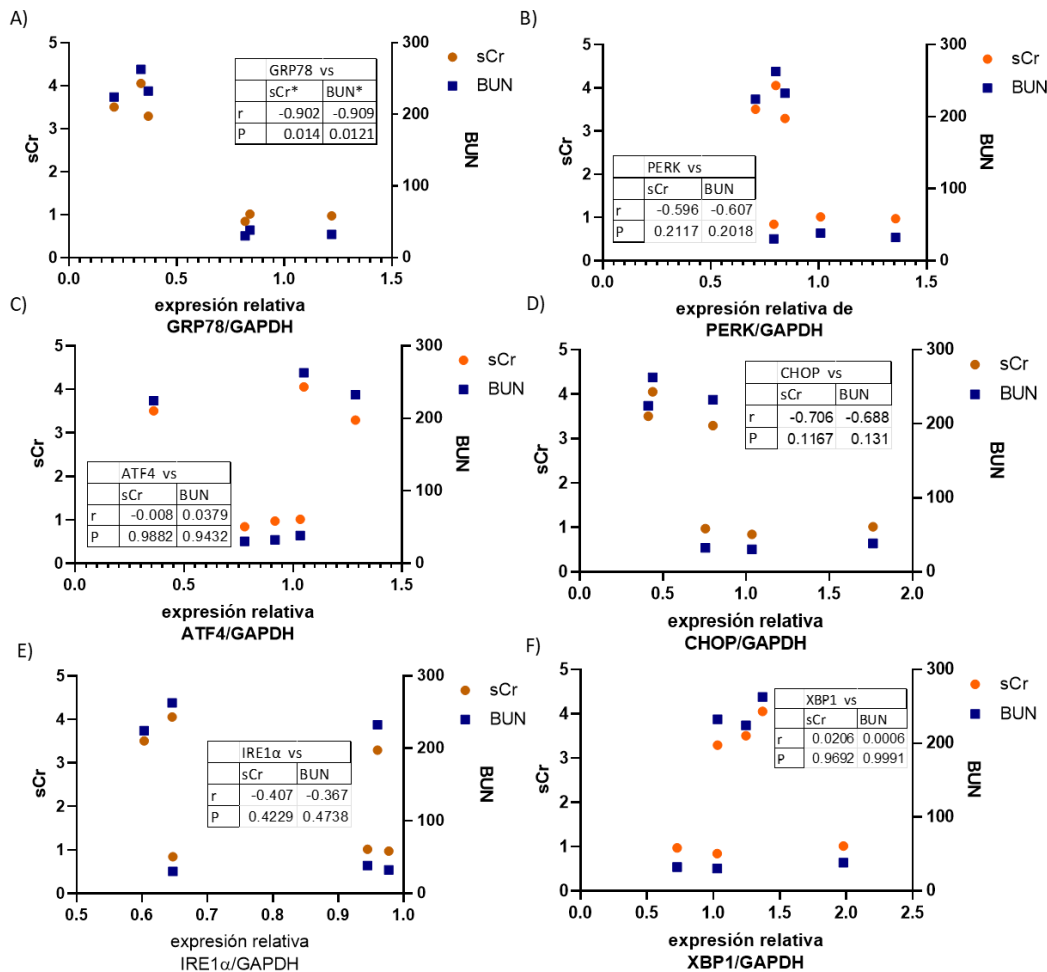 A)
5
4
3
2
1
0
sCr
300
200
100
0
BUN
sCr
BUN
GRP78 vs
sCr* BUN*
r -0.902 -0.909
P 0.014 0.0121
0.0 0.5 1.0 1.5
expresión relativa
GRP78/GAPDH
B)
5
4
3
2
1
0
sCr
300
200
100
0
BUN
sCr
BUN
PERK vs
sCr BUN
r -0.596 -0.607
P 0.2117 0.2018
0.0 0.5 1.0 1.5
expresión relativa de
PERK/GAPDH
C)
5
4
3
2
1
0
sCr
300
200
100
0
BUN
sCr
BUN
ATF4 vs
sCr BUN
r -0.008 0.0379
P 0.9882 0.9432
0.0 0.5 1.0 1.5
expresión relativa
ATF4/GAPDH
D)
5
4
3
2
1
0
sCr
300
200
100
0
BUN
sCr
BUN
CHOP vs
sCr BUN
r -0.706 -0.688
P 0.1167 0.131
0.0 0.5 1.0 1.5 2.0
expresión relativa
CHOP/GAPDH
E)
5
4
3
2
1
0
sCr
300
200
100
0
BUN
sCr
BUN
IRE1α vs
sCr BUN
r -0.407 -0.367
P 0.4229 0.4738
0.5 0.6 0.7 0.8 0.9 1.0
expresión relativa
IRE1α/GAPDH
F)
5
4
3
2
1
0
sCr
300
200
100
0
BUN
sCr
BUN
XBP1 vs
sCr BUN
r 0.0206 0.0006
P 0.9692 0.9991
0.0 0.5 1.0 1.5 2.0 2.5
expresión relativa
XBP1/GAPDH